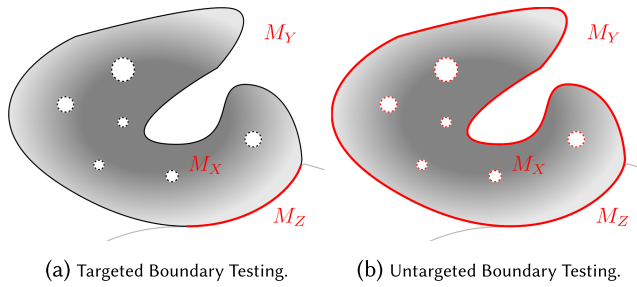 M_Y M_Y
M_X M_X
M_Z M_Z
(a) Targeted Boundary Testing. (b) Untargeted Boundary Testing.